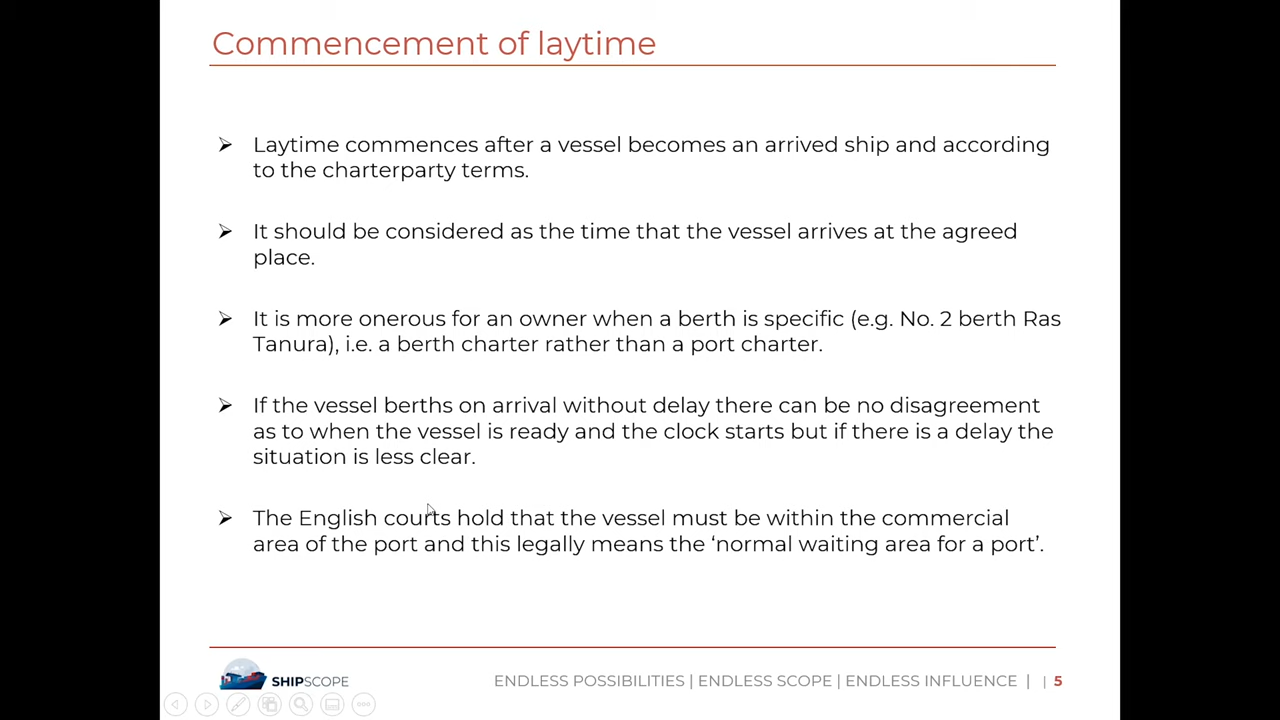 Commencement of laytime
Laytime commences after a vessel becomes an arrived ship and according
to the charterparty terms.
It should be considered as the time that the vessel arrives at the agreed
place.
It is more onerous for an owner when a berth is specific (e.g. No. 2 berth Ras
Tanura), i.e. a berth charter rather than a port charter.
If the vessel berths on arrival without delay there can be no disagreement
as to when the vessel is ready and the clock starts but if there is a delay the
situation is less clear.
The English courts hold that the vessel must be within the commercial
area of the port and this legally means the ‘normal waiting area for a port’.
SHIPSCOPE
ENDLESS POSSIBILITIES | ENDLESS SCOPE | ENDLESS INFLUENCE | | 5